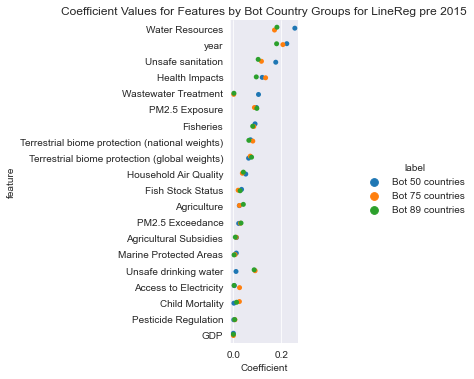 Coefficient Values for Features by Bot Country Groups for LineReg pre 2015
Water Resources
year
Unsafe sanitation
Health Impacts
Wastewater Treatment
PM2.5 Exposure
Fisheries
Terrestrial biome protection (national weights)
Terrestrial biome protection (global weights)
Household Air Quality
Fish Stock Status
Agriculture
PM2.5 Exceedance
Agricultural Subsidies
Marine Protected Areas
Unsafe drinking water
Access to Electricity
Child Mortality
Pesticide Regulation
GDP
feature
0.0 0.2
Coefficient
label
Bot 50 countries
Bot 75 countries
Bot 89 countries